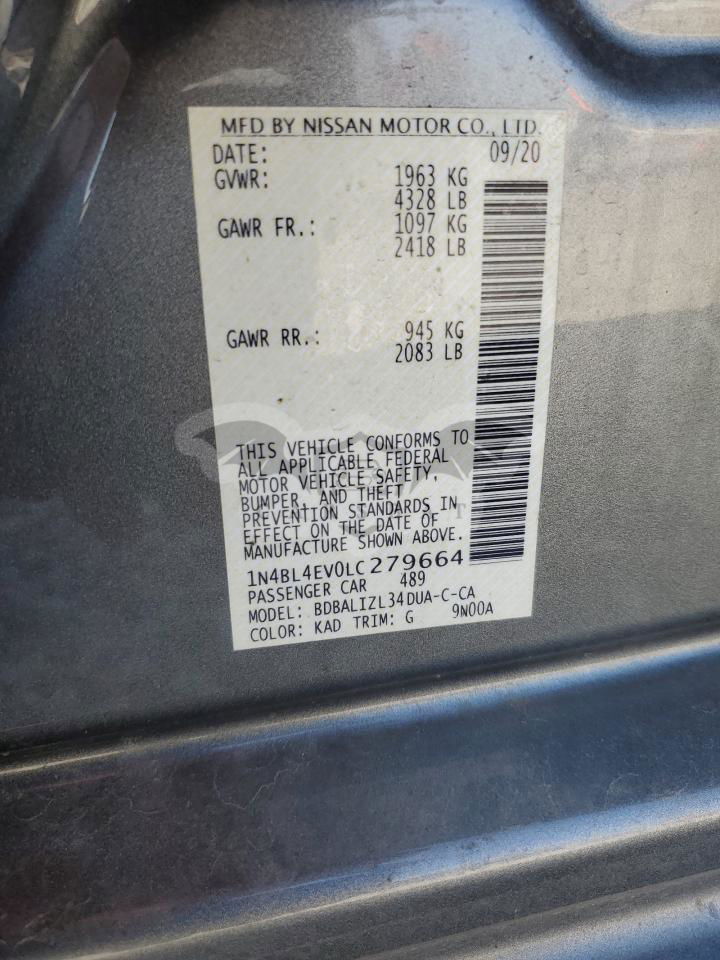 MFD BY NISSAN MOTOR CO., LTD.
DATE: 09/20
GVWR: 1963 KG
4328 LB
GAWR FR.: 1097 KG
2418 LB
GAWR RR.: 945 KG
2083 LB
THIS VEHICLE CONFORMS TO
ALL APPLICABLE FEDERAL
MOTOR VEHICLE SAFETY,
BUMPER, AND THEFT
PREVENTION STANDARDS IN
EFFECT ON THE DATE OF
MANUFACTURE SHOWN ABOVE.
1N4BL4EV0LC279664
PASSENGER CAR 489
MODEL: BDBALIZL34DUA-C-CA
COLOR: KAD TRIM: G 9N00A